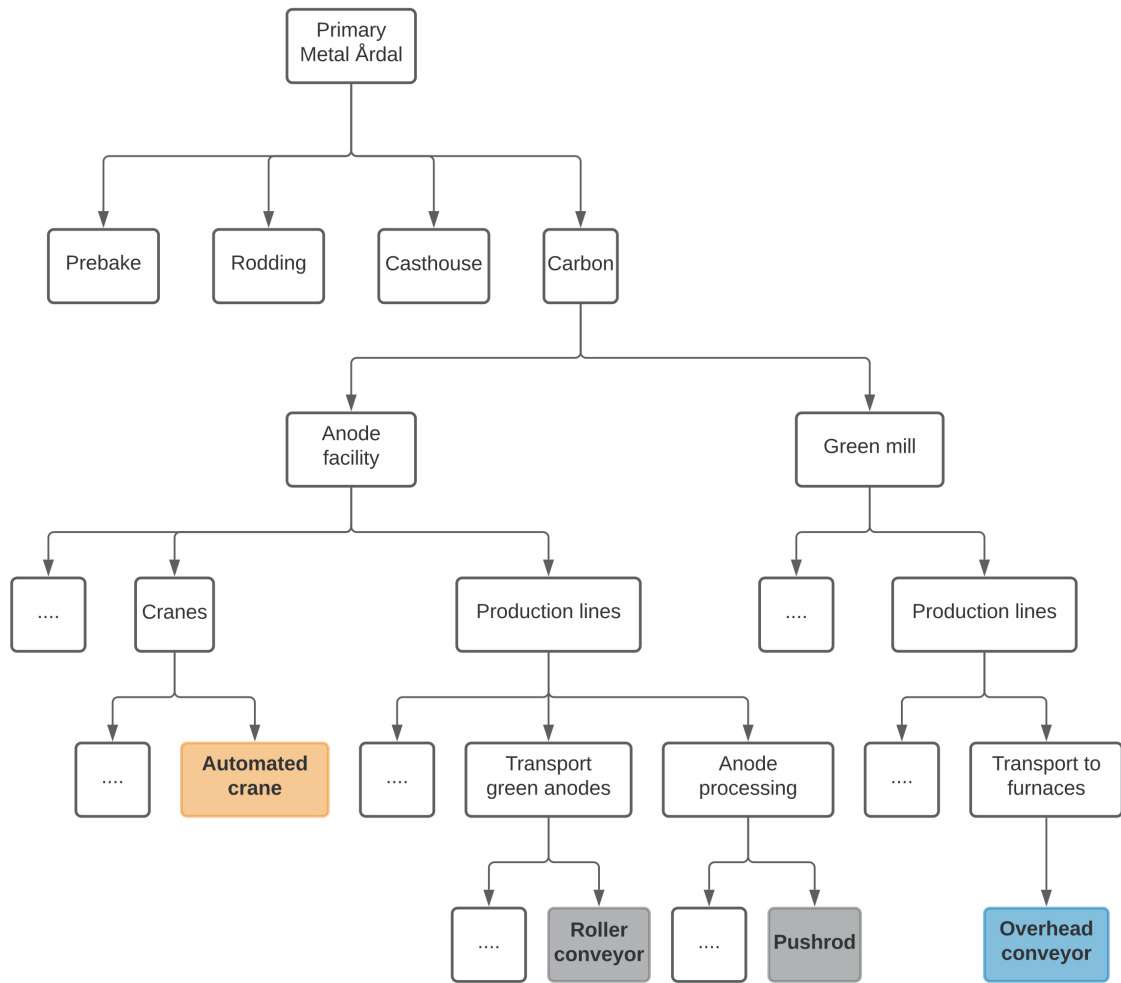 Primary
Metal Årdal
Prebake
Rodding
Casthouse
Carbon
Anode
facility
Green mill
....
Cranes
Production lines
....
Production lines
....
Automated
crane
....
Transport
green anodes
Anode
processing
....
Transport to
furnaces
....
Roller
conveyor
....
Pushrod
Overhead
conveyor